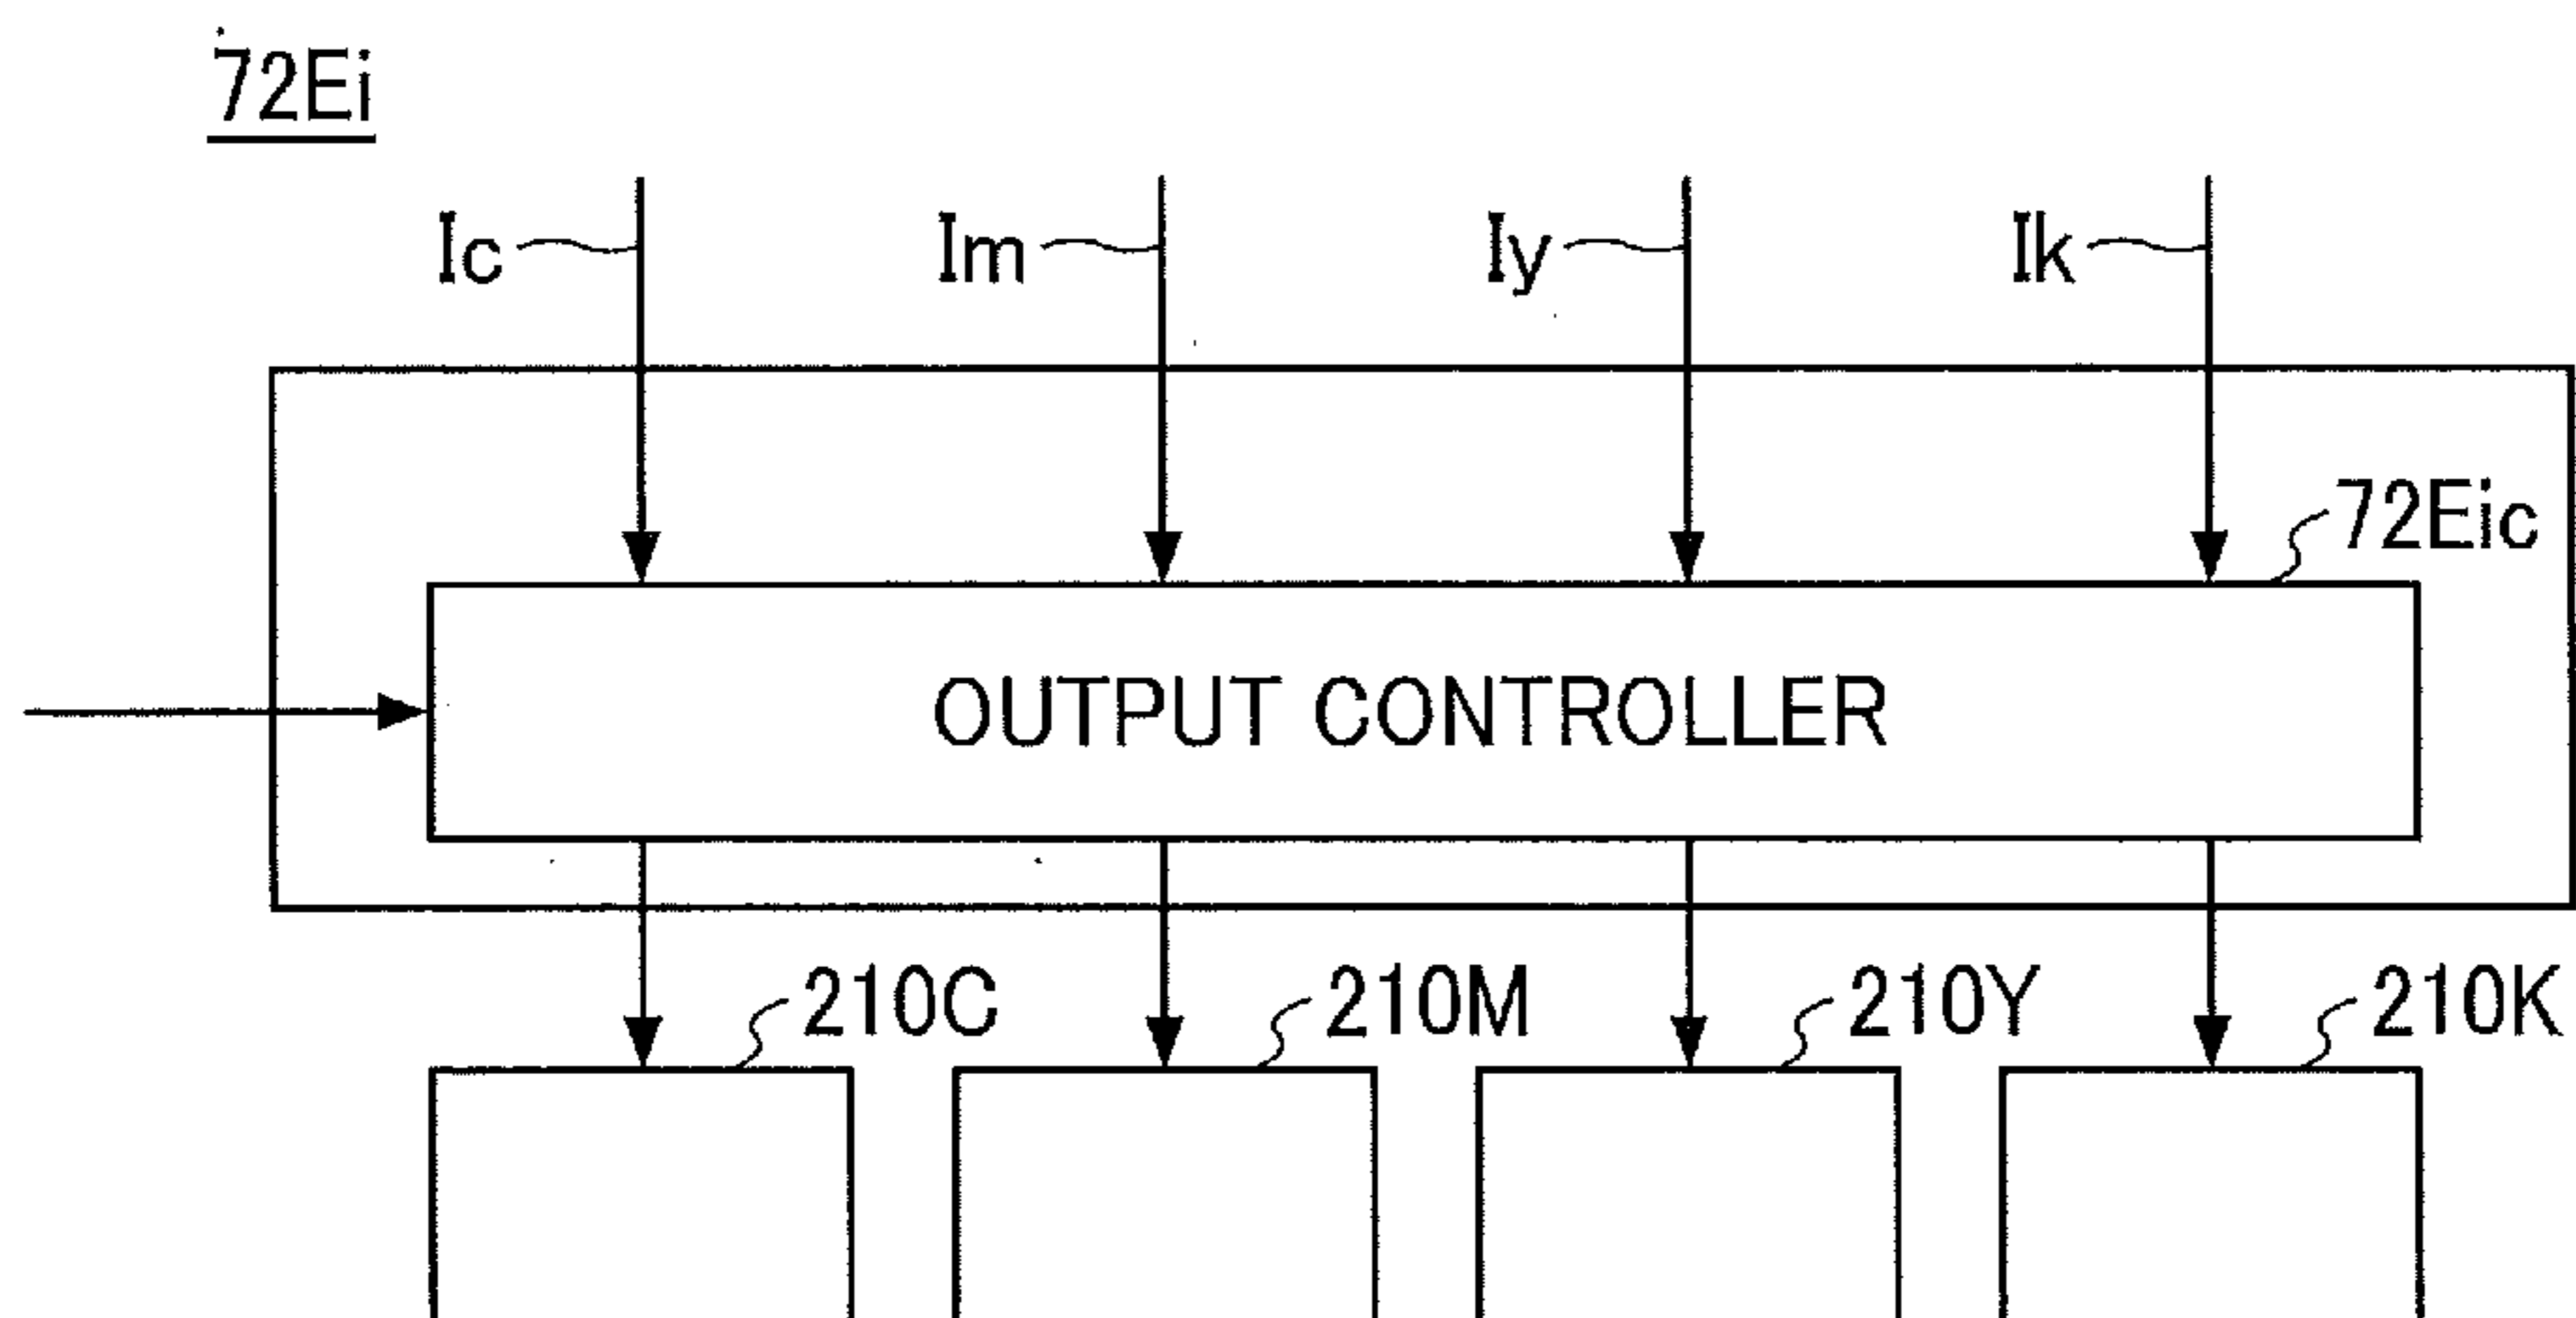 72Ei
Ic Im Iy Ik
72Eic
OUTPUT CONTROLLER
210C 210M 210Y 210K